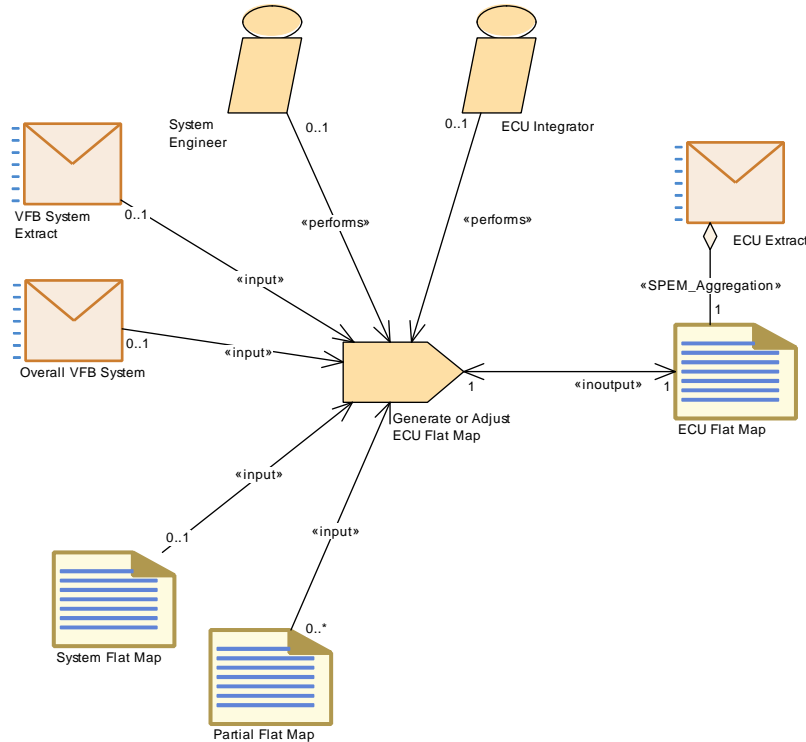 System
Engineer
0..1
ECU Integrator
0..1
VFB System
Extract
0..1
«performs»
«performs»
ECU Extract
«input»
«SPEM_Aggregation»
1
Overall VFB System
0..1
«input»
Generate or Adjust
ECU Flat Map
1
«inoutput»
1
ECU Flat Map
«input»
0..1
System Flat Map
«input»
0..*
Partial Flat Map